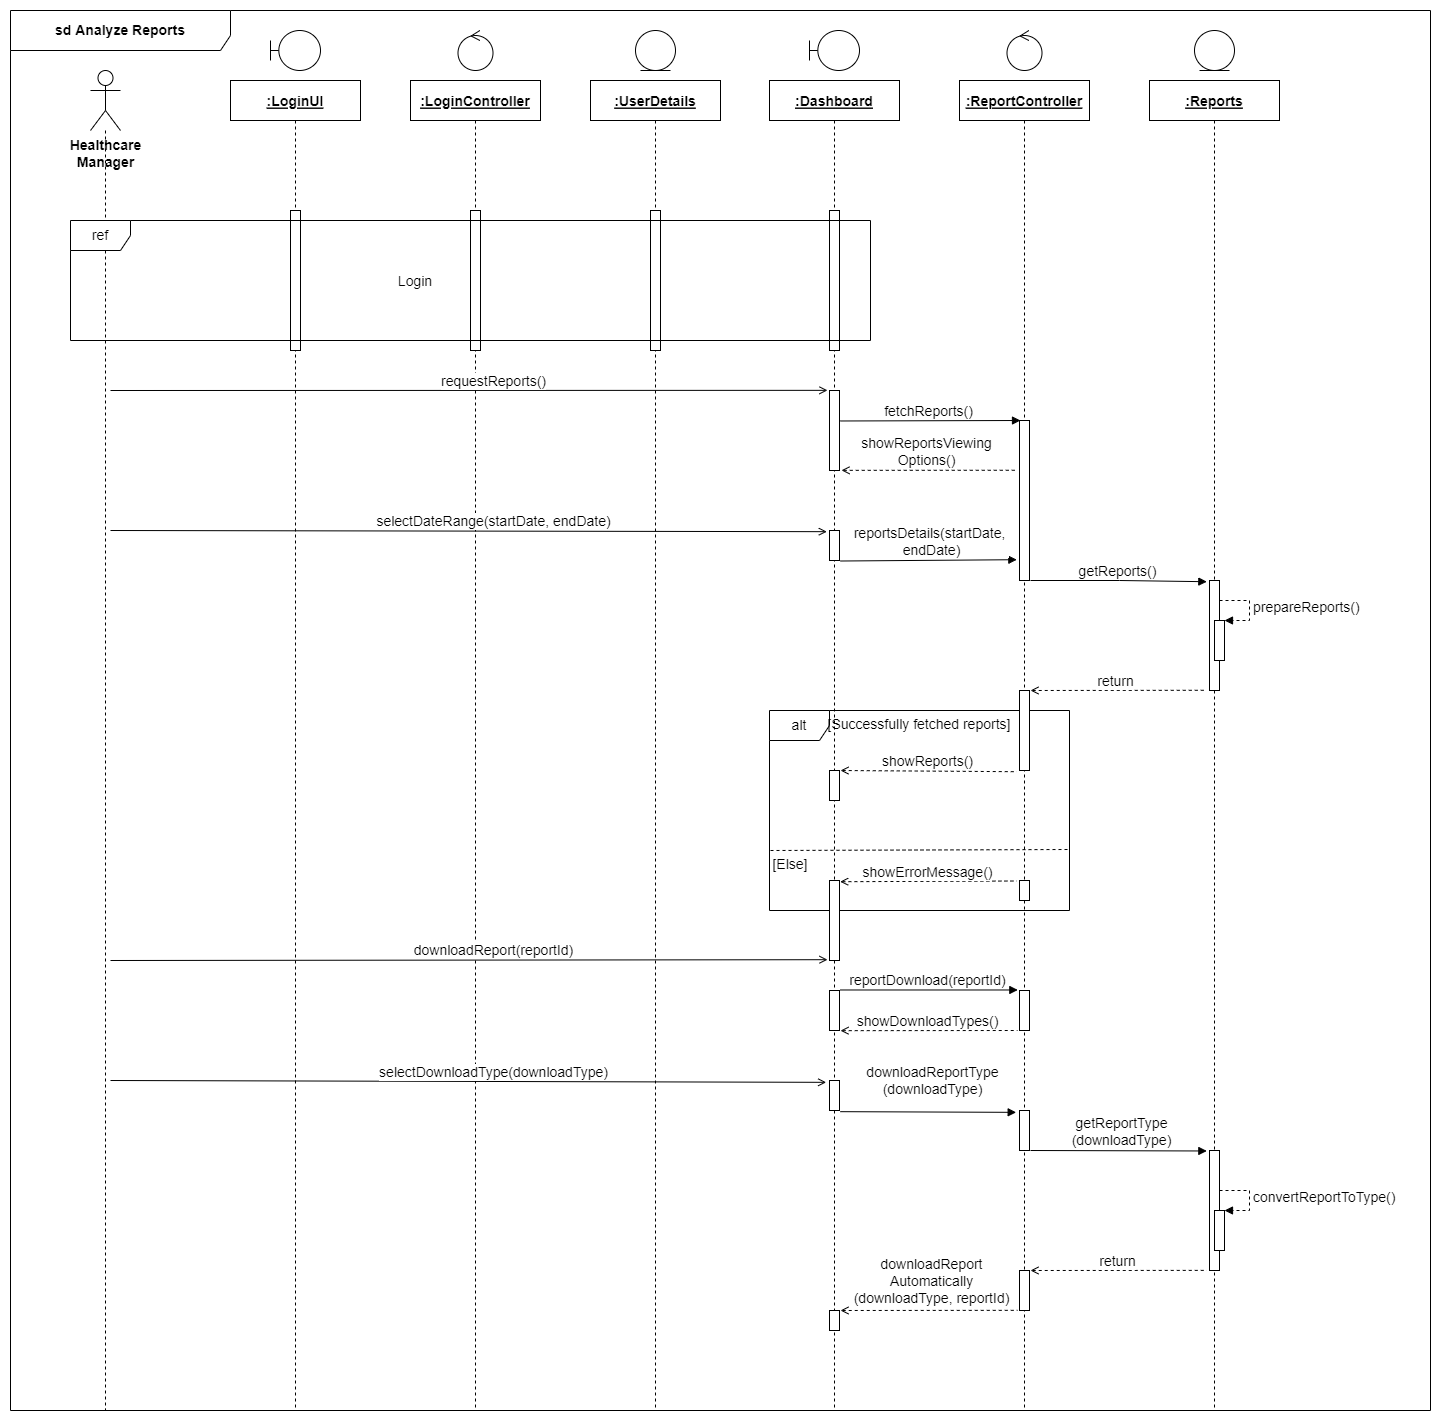 sd Analyze Reports
Healthcare
Manager
:LoginUI
:LoginController
:UserDetails
:Dashboard
:ReportController
:Reports
ref
Login
requestReports()
fetchReports()
showReportsViewing
Options()
selectDateRange(startDate, endDate)
reportsDetails(startDate,
endDate)
getReports()
prepareReports()
return
alt
[Successfully fetched reports]
showReports()
[Else]
showErrorMessage()
downloadReport(reportId)
reportDownload(reportId)
showDownloadTypes()
selectDownloadType(downloadType)
downloadReportType
(downloadType)
getReportType
(downloadType)
convertReportToType()
return
downloadReport
Automatically
(downloadType, reportId)